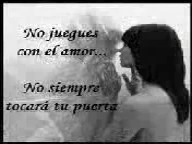 No juegues
con el amor...
No siempre
tocará tu puerta